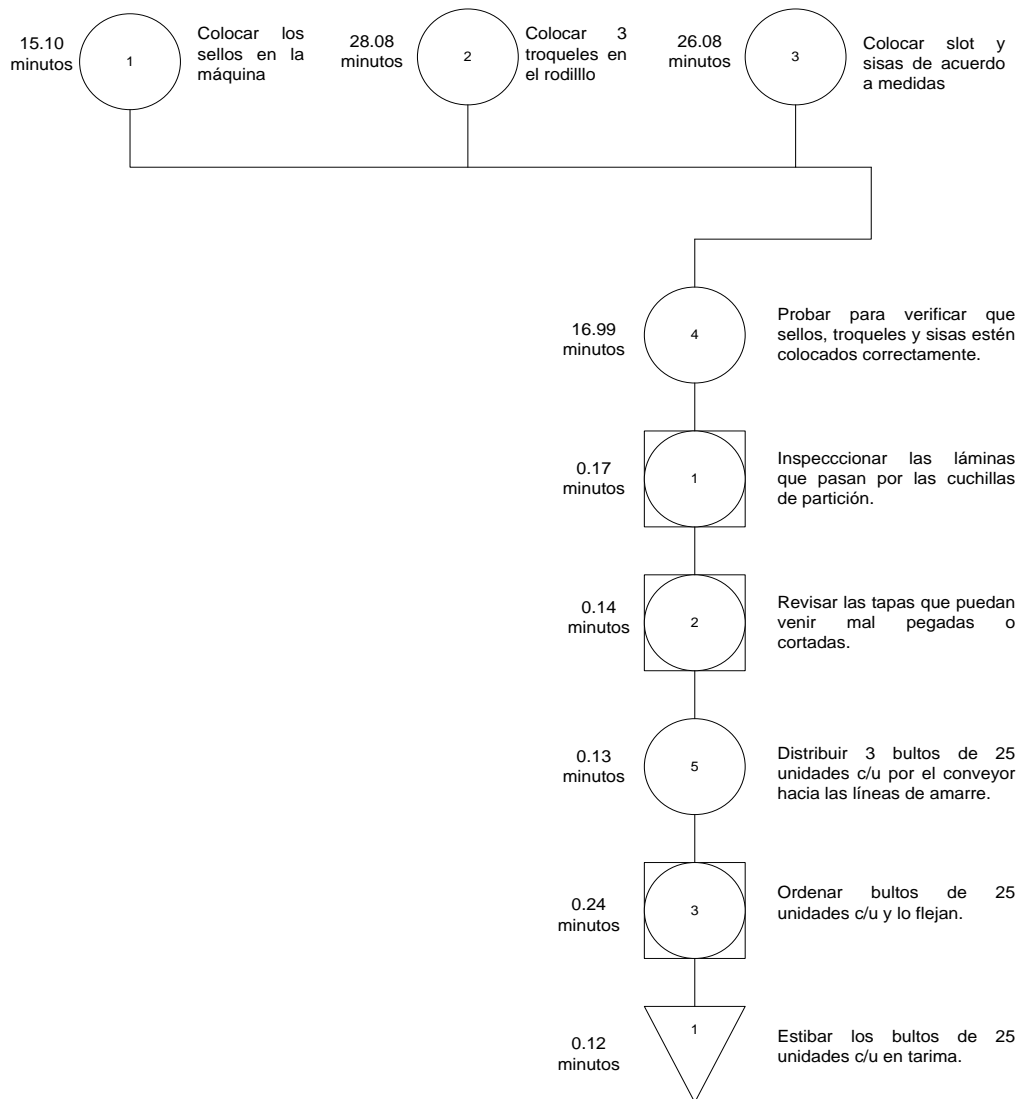 15.10
minutos
1
Colocar los
sellos en la
máquina
28.08
minutos
2
Colocar 3
troqueles en
el rodilllo
26.08
minutos
3
Colocar slot y
sisas de acuerdo
a medidas
16.99
minutos
4
Probar para verificar que
sellos, troqueles y sisas estén
colocados correctamente.
0.17
minutos
1
Inspecccionar las láminas
que pasan por las cuchillas
de partición.
0.14
minutos
2
Revisar las tapas que puedan
venir mal pegadas o
cortadas.
0.13
minutos
5
Distribuir 3 bultos de 25
unidades c/u por el conveyor
hacia las líneas de amarre.
0.24
minutos
3
Ordenar bultos de 25
unidades c/u y lo flejan.
0.12
minutos
1
Estibar los bultos de 25
unidades c/u en tarima.